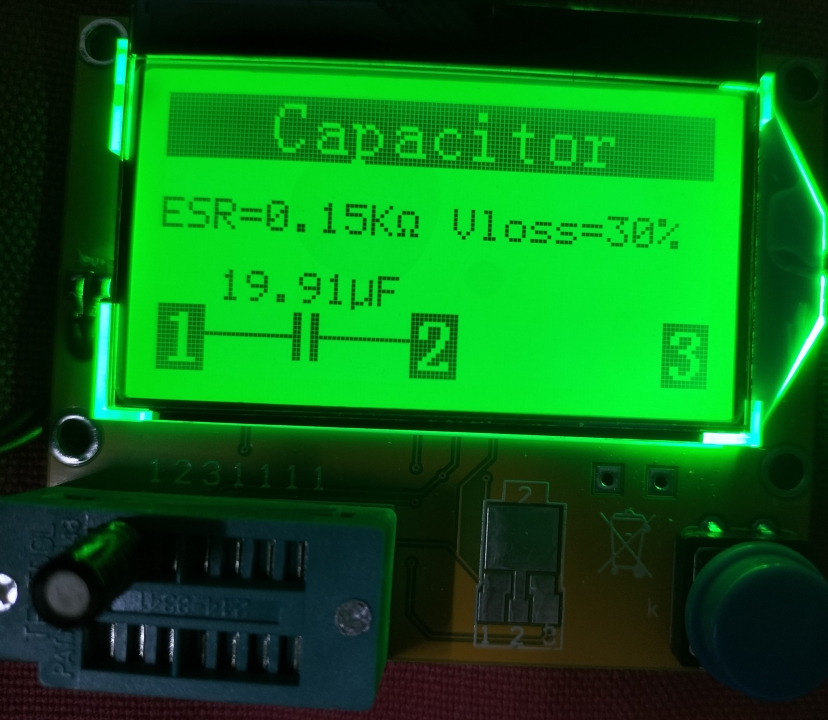 Capacitor
ESR=0.15KΩ Vloss=30%
19.91µF
1 2 3
1231111
2
k
1 2 3